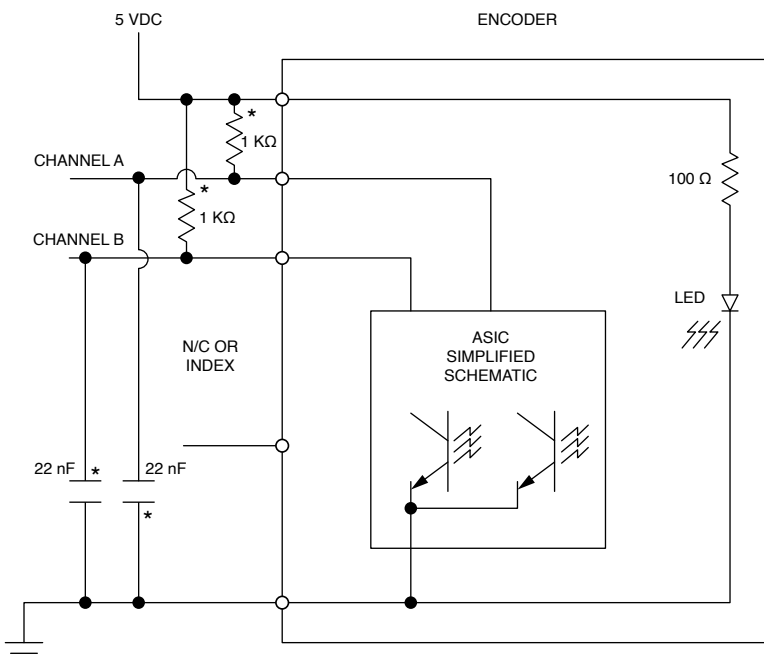 5 VDC
ENCODER
*
1 KΩ
CHANNEL A
*
1 KΩ
100 Ω
CHANNEL B
LED
N/C OR
INDEX
ASIC
SIMPLIFIED
SCHEMATIC
22 nF *
22 nF
*